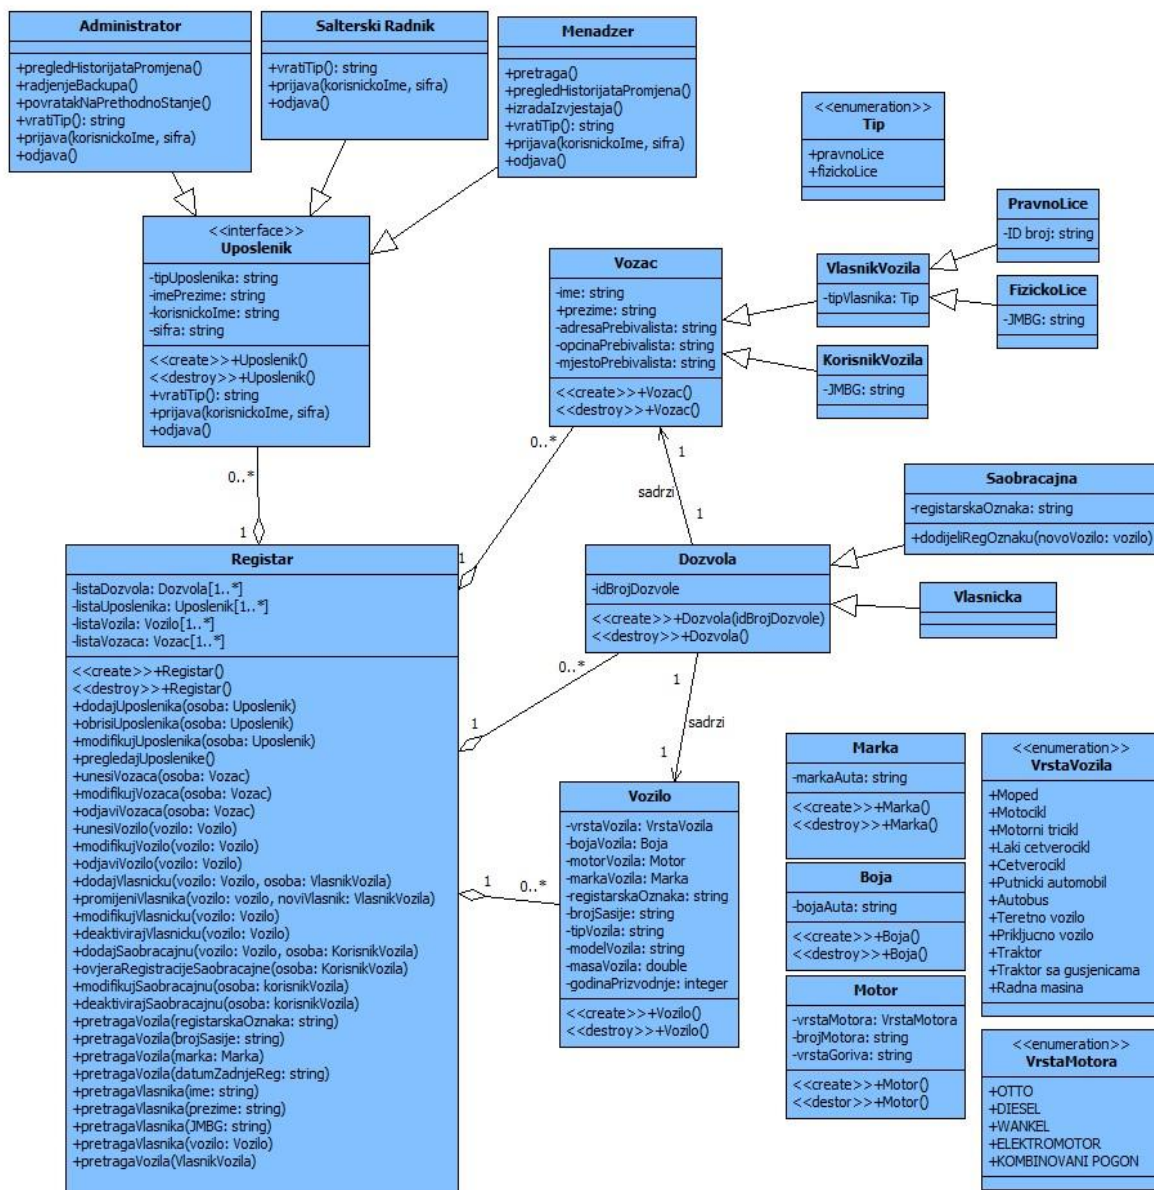 Administrator
+pregledHistorijataPromjena()
+radjenjeBackupa()
+povratakNaPrethodnoStanje()
+vratiTip(): string
+prijava(korisnickoIme, sifra)
+odjava()
Salterski Radnik
+vratiTip(): string
+prijava(korisnickoIme, sifra)
+odjava()
Menadzer
+pretraga()
+pregledHistorijataPromjena()
+izradaIzvjestaja()
+vratiTip(): string
+prijava(korisnickoIme, sifra)
+odjava()
<<enumeration>>
Tip
+pravnoLice
+fizickoLice
<<interface>>
Uposlenik
-tipUposlenika: string
-imePrezime: string
-korisnickoIme: string
-sifra: string
<<create>>+Uposlenik()
<<destroy>>+Uposlenik()
+vratiTip(): string
+prijava(korisnickoIme, sifra)
+odjava()
Vozac
-ime: string
+prezime: string
-adresaPrebivalista: string
-opcinaPrebivalista: string
-mjestoPrebivalista: string
<<create>>+Vozac()
<<destroy>>+Vozac()
VlasnikVozila
-tipVlasnika: Tip
PravnoLice
-ID broj: string
FizickoLice
-JMBG: string
KorisnikVozila
-JMBG: string
0..*
1
0..*
1
1
sadrzi
1
Saobracajna
-registarskaOznaka: string
+dodijeliRegOznaku(novoVozilo: vozilo)
Dozvola
-idBrojDozvole
<<create>>+Dozvola(idBrojDozvole)
<<destroy>>+Dozvola()
Vlasnicka
0..*
1
1
sadrzi
1
Registar
-listaDozvola: Dozvola[1..*]
-listaUposlenika: Uposlenik[1..*]
-listaVozila: Vozilo[1..*]
-listaVozaca: Vozac[1..*]
<<create>>+Registar()
<<destroy>>+Registar()
+dodajUposlenika(osoba: Uposlenik)
+obrisiUposlenika(osoba: Uposlenik)
+modifikujUposlenika(osoba: Uposlenik)
+pregledajUposlenike()
+unesiVozaca(osoba: Vozac)
+modifikujVozaca(osoba: Vozac)
+odjaviVozaca(osoba: Vozac)
+unesiVozilo(vozilo: Vozilo)
+modifikujVozilo(vozilo: Vozilo)
+odjaviVozilo(vozilo: Vozilo)
+dodajVlasnicku(vozilo: Vozilo, osoba: VlasnikVozila)
+promijeniVlasnika(vozilo: vozilo, noviVlasnik: VlasnikVozila)
+modifikujVlasnicku(vozilo: Vozilo)
+deaktivirajVlasnicku(vozilo: Vozilo)
+dodajSaobracajnu(vozilo: Vozilo, osoba: KorisnikVozila)
+ovjeraRegistracijeSaobracajne(osoba: KorisnikVozila)
+modifikujSaobracajnu(osoba: korisnikVozila)
+deaktivirajSaobracajnu(osoba: korisnikVozila)
+pretragaVozila(registarskaOznaka: string)
+pretragaVozila(brojSasije: string)
+pretragaVozila(marka: Marka)
+pretragaVozila(datumZadnjeReg: string)
+pretragaVlasnika(ime: string)
+pretragaVlasnika(prezime: string)
+pretragaVlasnika(JMBG: string)
+pretragaVlasnika(vozilo: Vozilo)
+pretragaVozila(VlasnikVozila)
1
0..*
Vozilo
-vrstaVozila: VrstaVozila
-bojaVozila: Boja
-motorVozila: Motor
-markaVozila: Marka
-registarskaOznaka: string
-brojSasije: string
-tipVozila: string
-modelVozila: string
-masaVozila: double
-godinaPrizvodnje: integer
<<create>>+Vozilo()
<<destroy>>+Vozilo()
Marka
-markaAuta: string
<<create>>+Marka()
<<destroy>>+Marka()
Boja
-bojaAuta: string
<<create>>+Boja()
<<destroy>>+Boja()
Motor
-vrstaMotora: VrstaMotora
-brojMotora: string
-vrstaGoriva: string
<<create>>+Motor()
<<destor>>+Motor()
<<enumeration>>
VrstaVozila
+Moped
+Motocikl
+Motorni tricikl
+Laki cetverocikl
+Cetverocikl
+Putnicki automobil
+Autobus
+Teretno vozilo
+Prikljucno vozilo
+Traktor
+Traktor sa gusjenicama
+Radna masina
<<enumeration>>
VrstaMotora
+OTTO
+DIESEL
+WANKEL
+ELEKTROMOTOR
+KOMBINOVANI POGON